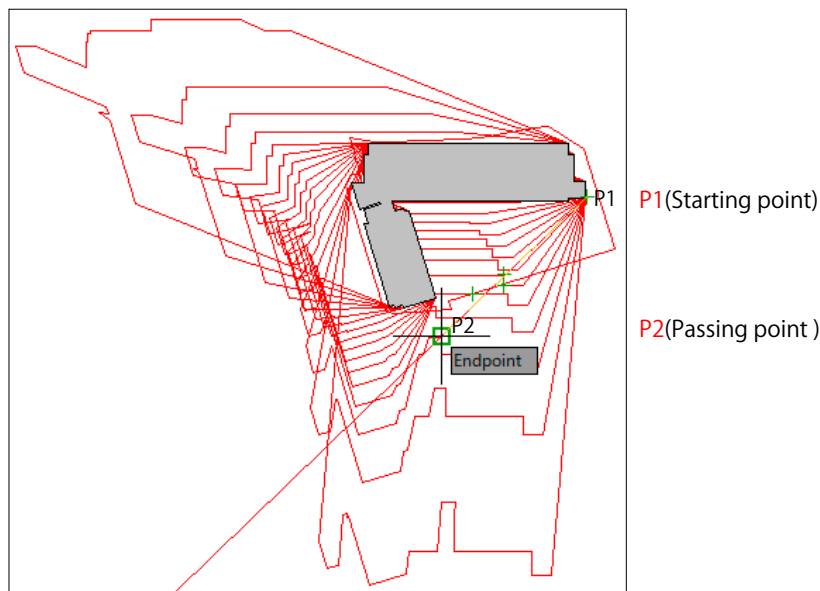 P1
P1(Starting point)
P2
P2(Passing point )
Endpoint